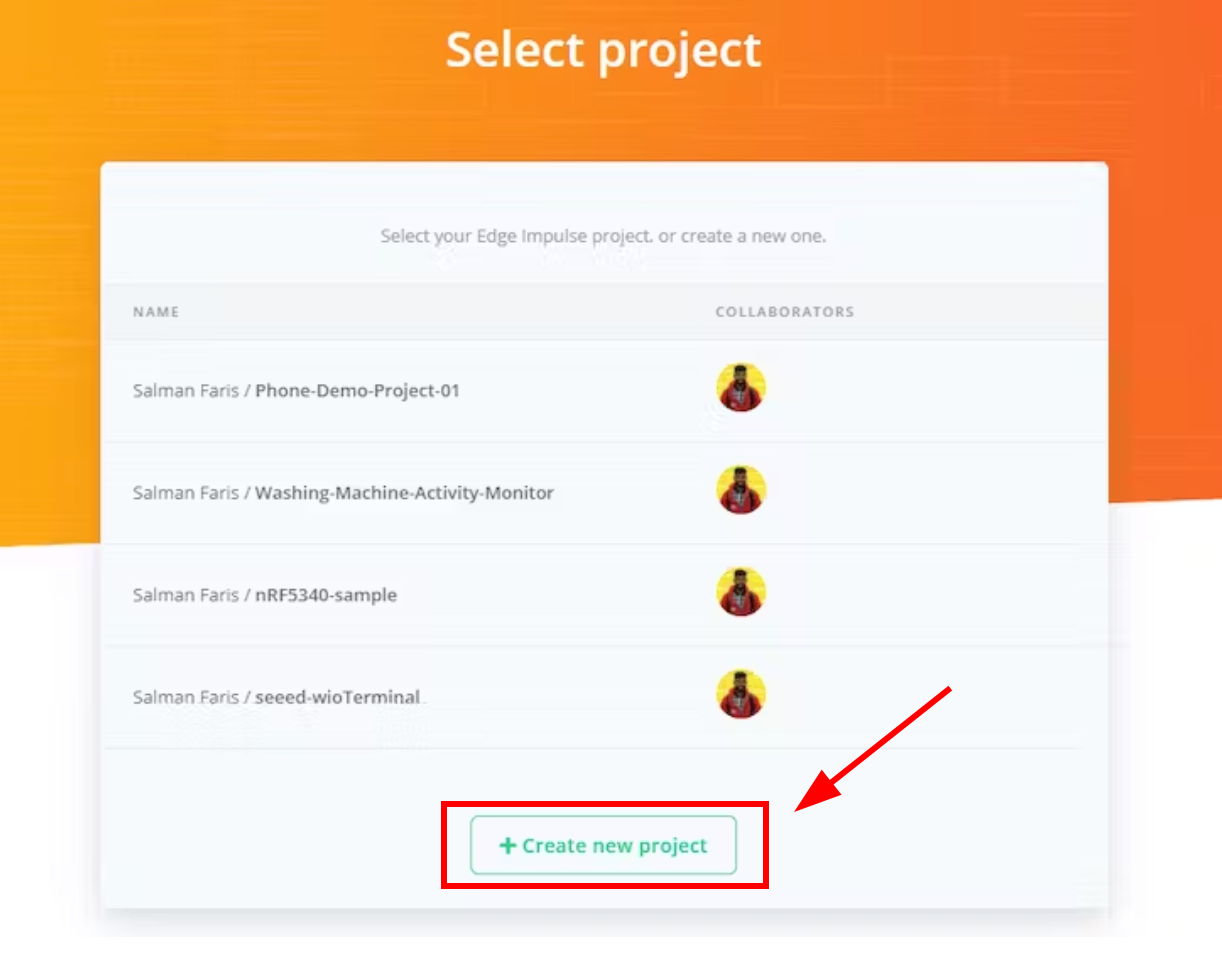 Select project
Select your Edge Impulse project. or create a new one.
NAME COLLABORATORS
Salman Faris / Phone-Demo-Project-01
Salman Faris / Washing-Machine-Activity-Monitor
Salman Faris / nRF5340-sample
Salman Faris / seeed-wioTerminal
+ Create new project